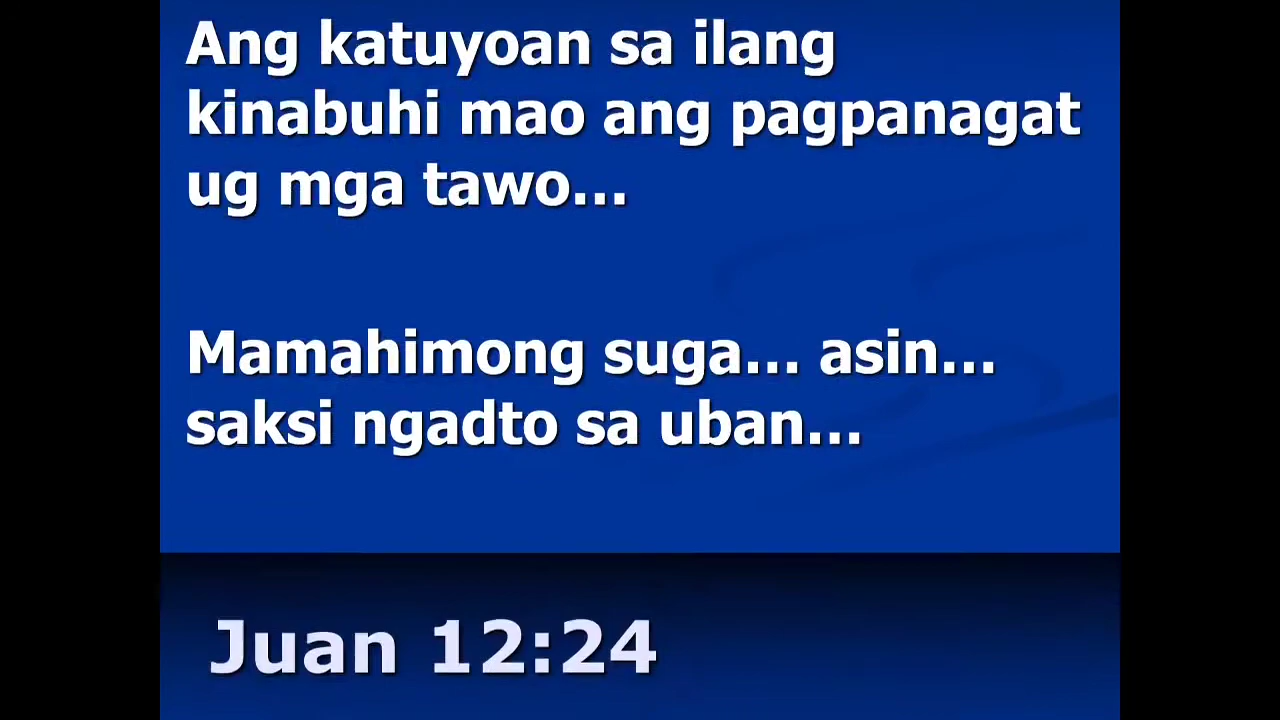 Ang katuyoan sa ilang
kinabuhi mao ang pagpanagat
ug mga tawo...
Mamahimong suga... asin...
saksi ngadto sa uban...
Juan 12:24